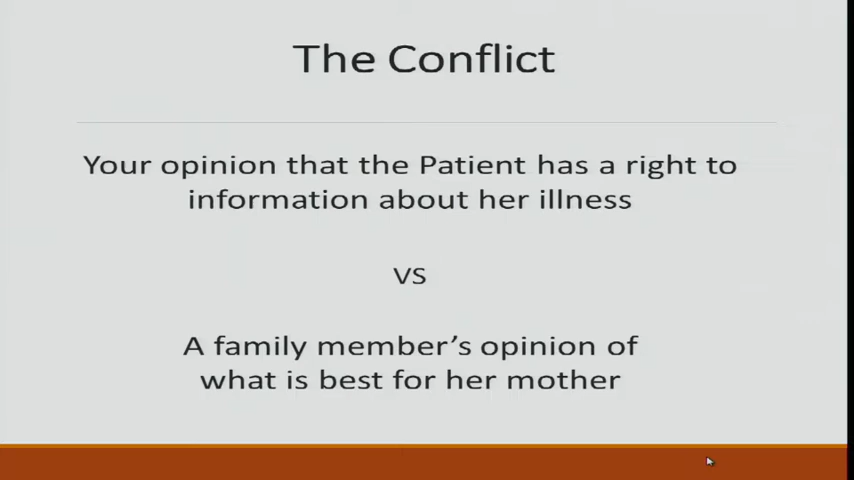 The Conflict
Your opinion that the Patient has a right to
information about her illness
vs
A family member's opinion of
what is best for her mother